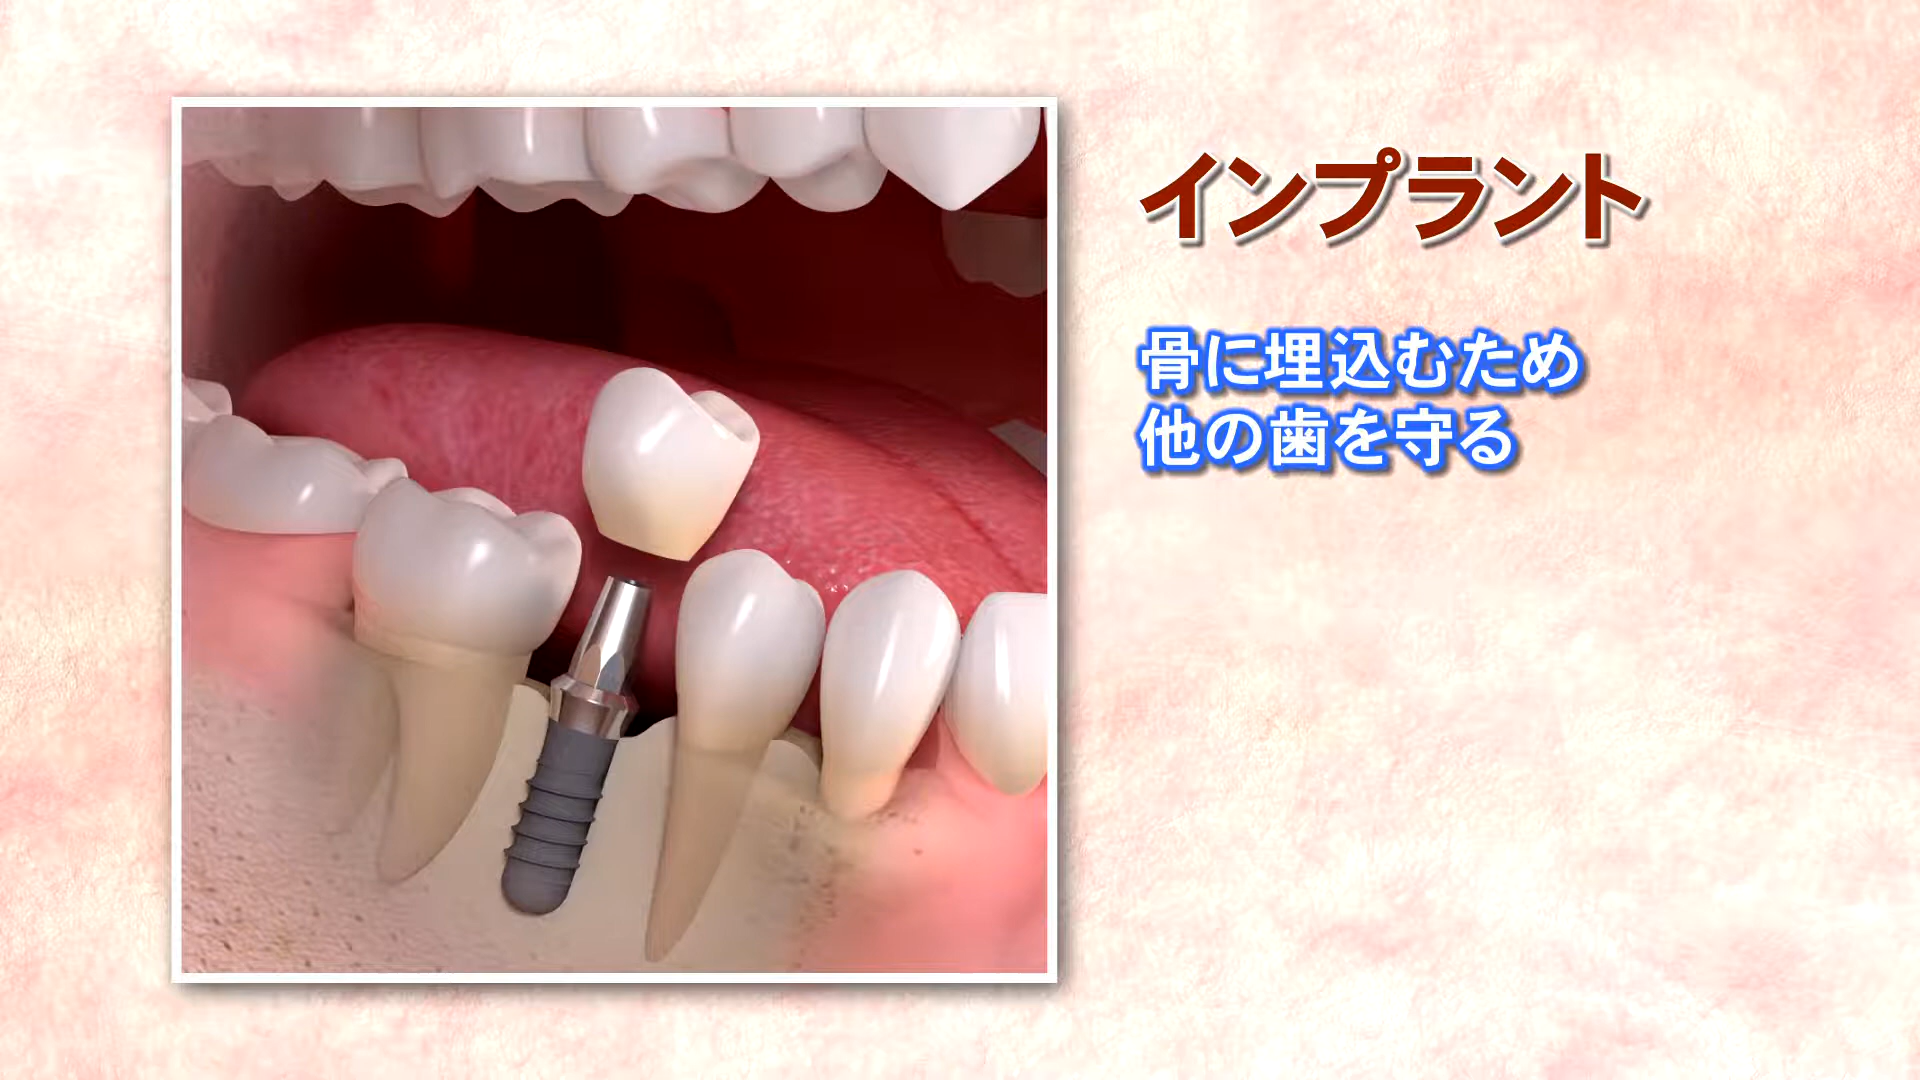 インプラント
骨に埋込むため
他の歯を守る